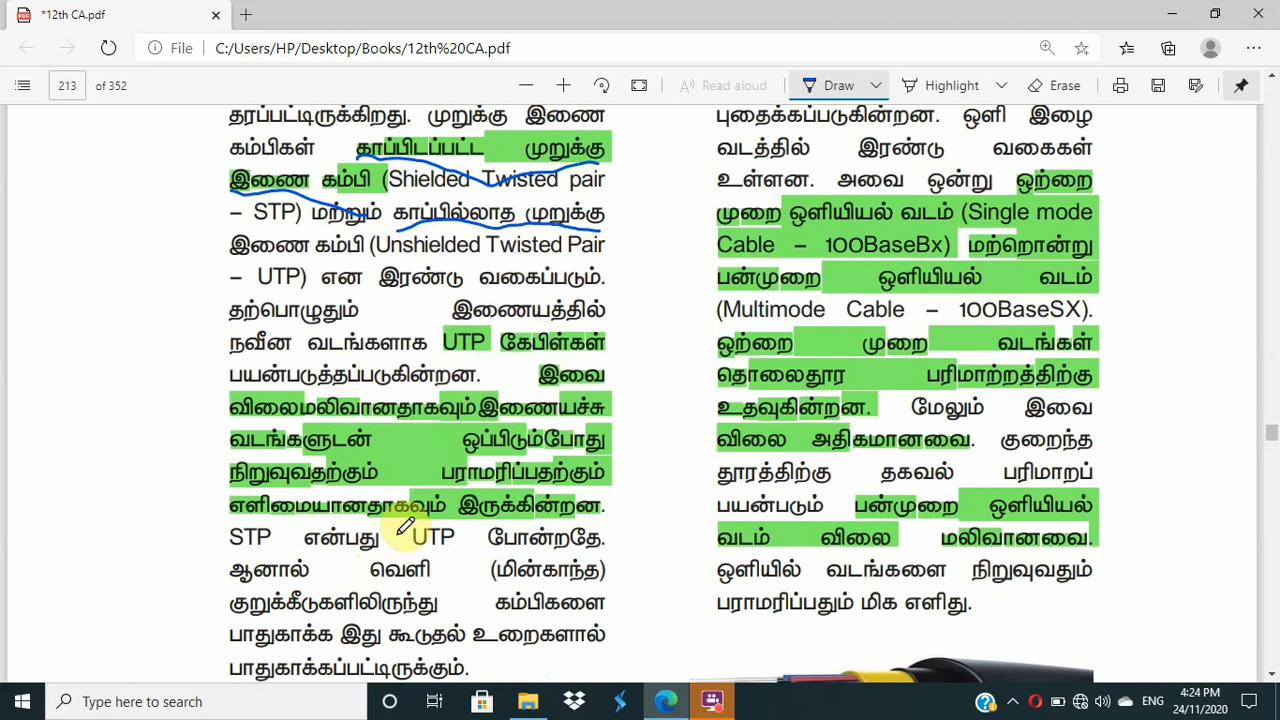 *12th CA.pdf
File
C:/Users/HP/Desktop/Books/12th%20CA.pdf
213 of 352
Read aloud
Draw
Highlight
Erase
தரப்பட்டிருக்கிறது. முறுக்கு இணை
கம்பிகள் காப்பிடப்பட்ட முறுக்கு
இணை கம்பி (Shielded Twisted pair
– STP) மற்றும் காப்பில்லாத முறுக்கு
இணை கம்பி (Unshielded Twisted Pair
– UTP) என இரண்டு வகைப்படும்.
தற்பொழுதும் இணையத்தில்
நவீன வடங்களாக UTP கேபிள்கள்
பயன்படுத்தப்படுகின்றன. இவை
விலைமலிவானதாகவும்இணையச்சு
வடங்களுடன் ஒப்பிடும்போது
நிறுவுவதற்கும் பராமரிப்பதற்கும்
எளிமையானதாகவும் இருக்கின்றன.
STP என்பது UTP போன்றதே.
ஆனால் வெளி (மின்காந்த)
குறுக்கீடுகளிலிருந்து கம்பிகளை
பாதுகாக்க இது கூடுதல் உறைகளால்
பாதுகாக்கப்பட்டிருக்கும்.
புதைக்கப்படுகின்றன. ஒளி இழை
வடத்தில் இரண்டு வகைகள்
உள்ளன. அவை ஒன்று ஒற்றை
முறை ஒளியியல் வடம் (Single mode
Cable – 100BaseBx) மற்றொன்று
பன்முறை ஒளியியல் வடம்
(Multimode Cable – 100BaseSX).
ஒற்றை முறை வடங்கள்
தொலைதூர பரிமாற்றத்திற்கு
உதவுகின்றன. மேலும் இவை
விலை அதிகமானவை. குறைந்த
தூரத்திற்கு தகவல் பரிமாறப்
பயன்படும் பன்முறை ஒளியியல்
வடம் விலை மலிவானவை.
ஒளியில் வடங்களை நிறுவுவதும்
பராமரிப்பதும் மிக எளிது.
Type here to search
ENG
4:24 PM
24/11/2020